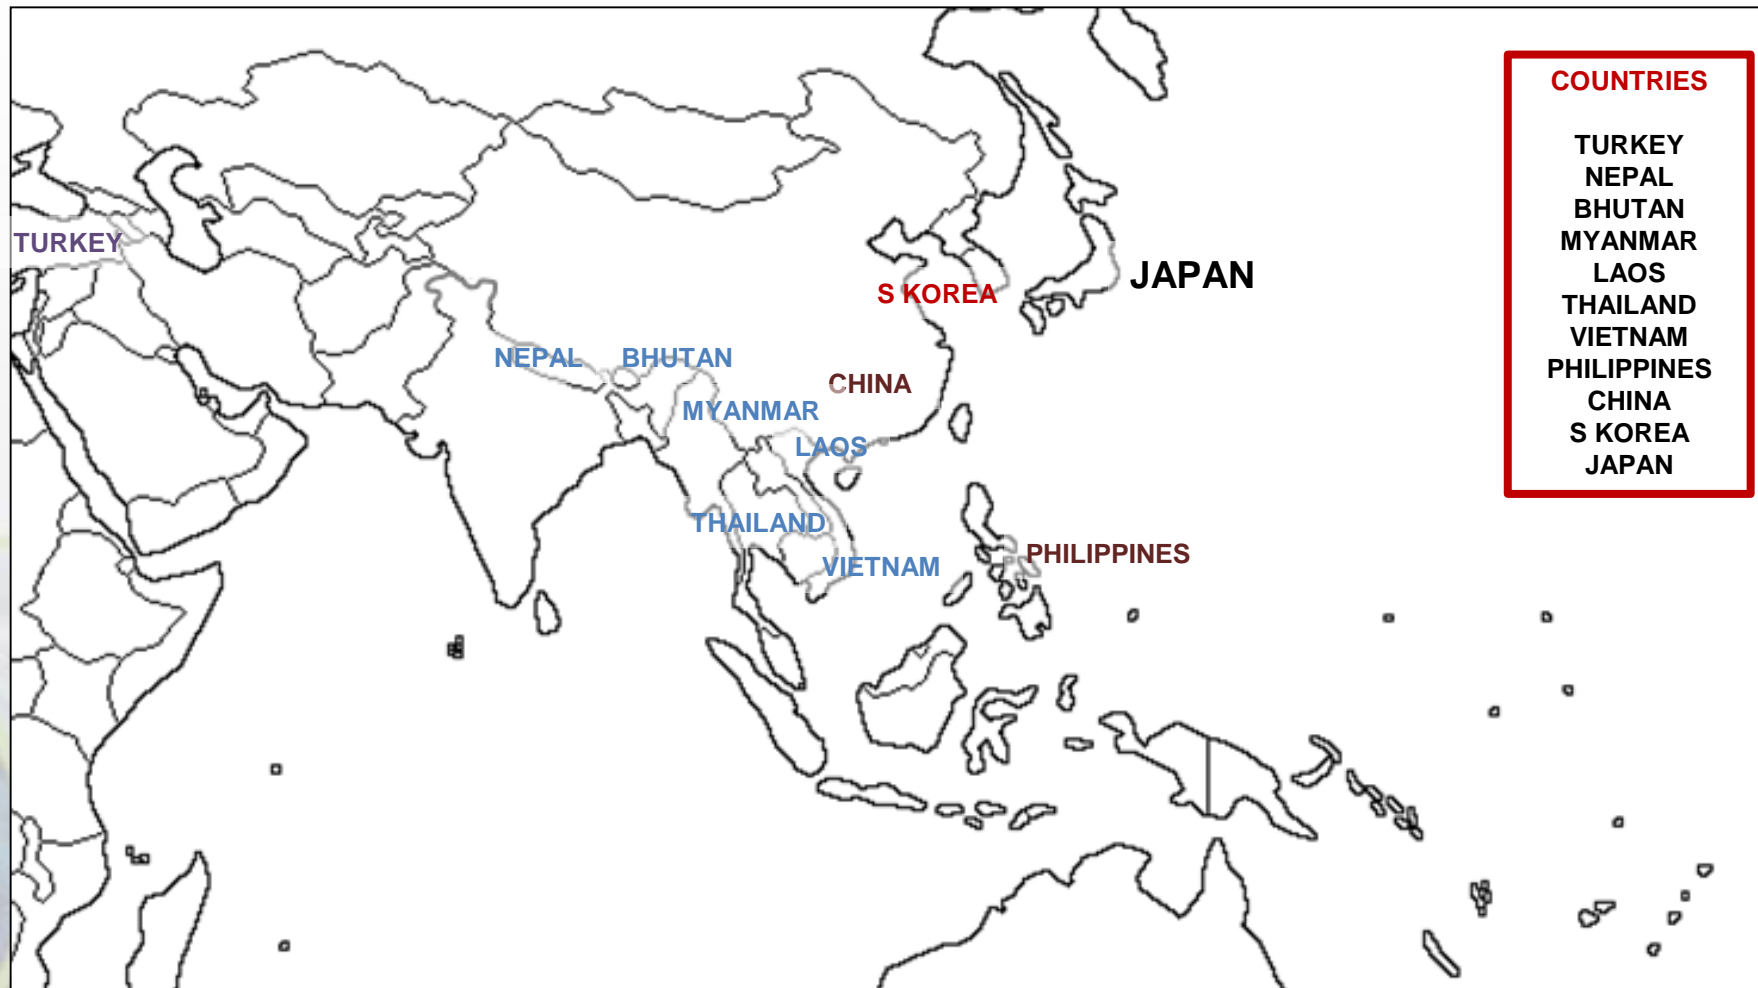 COUNTRIES
TURKEY
NEPAL
BHUTAN
MYANMAR
LAOS
THAILAND
VIETNAM
PHILIPPINES
CHINA
S KOREA
JAPAN
TURKEY
JAPAN
S KOREA
NEPAL
BHUTAN
CHINA
MYANMAR
LAOS
THAILAND
PHILIPPINES
VIETNAM